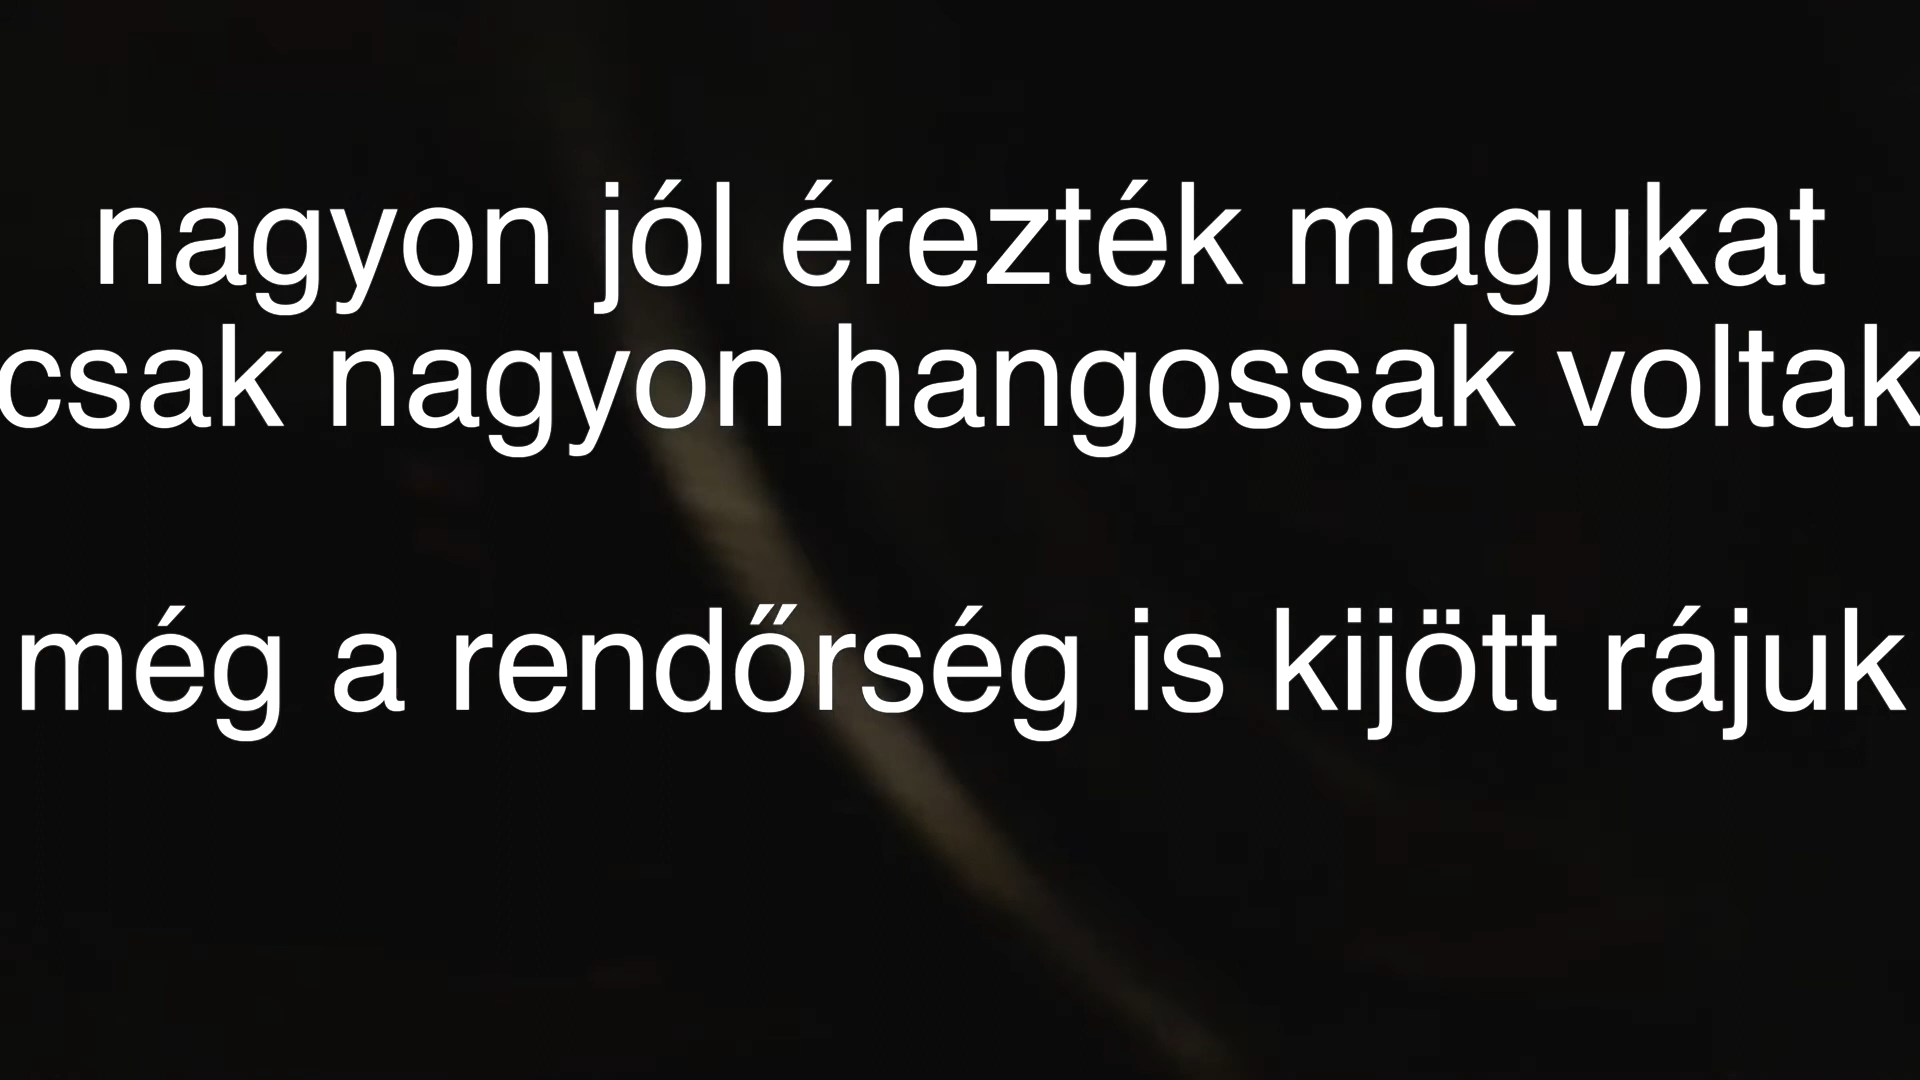 nagyon jól érezték magukat
csak nagyon hangossak voltak
még a rendőrség is kijött rájuk